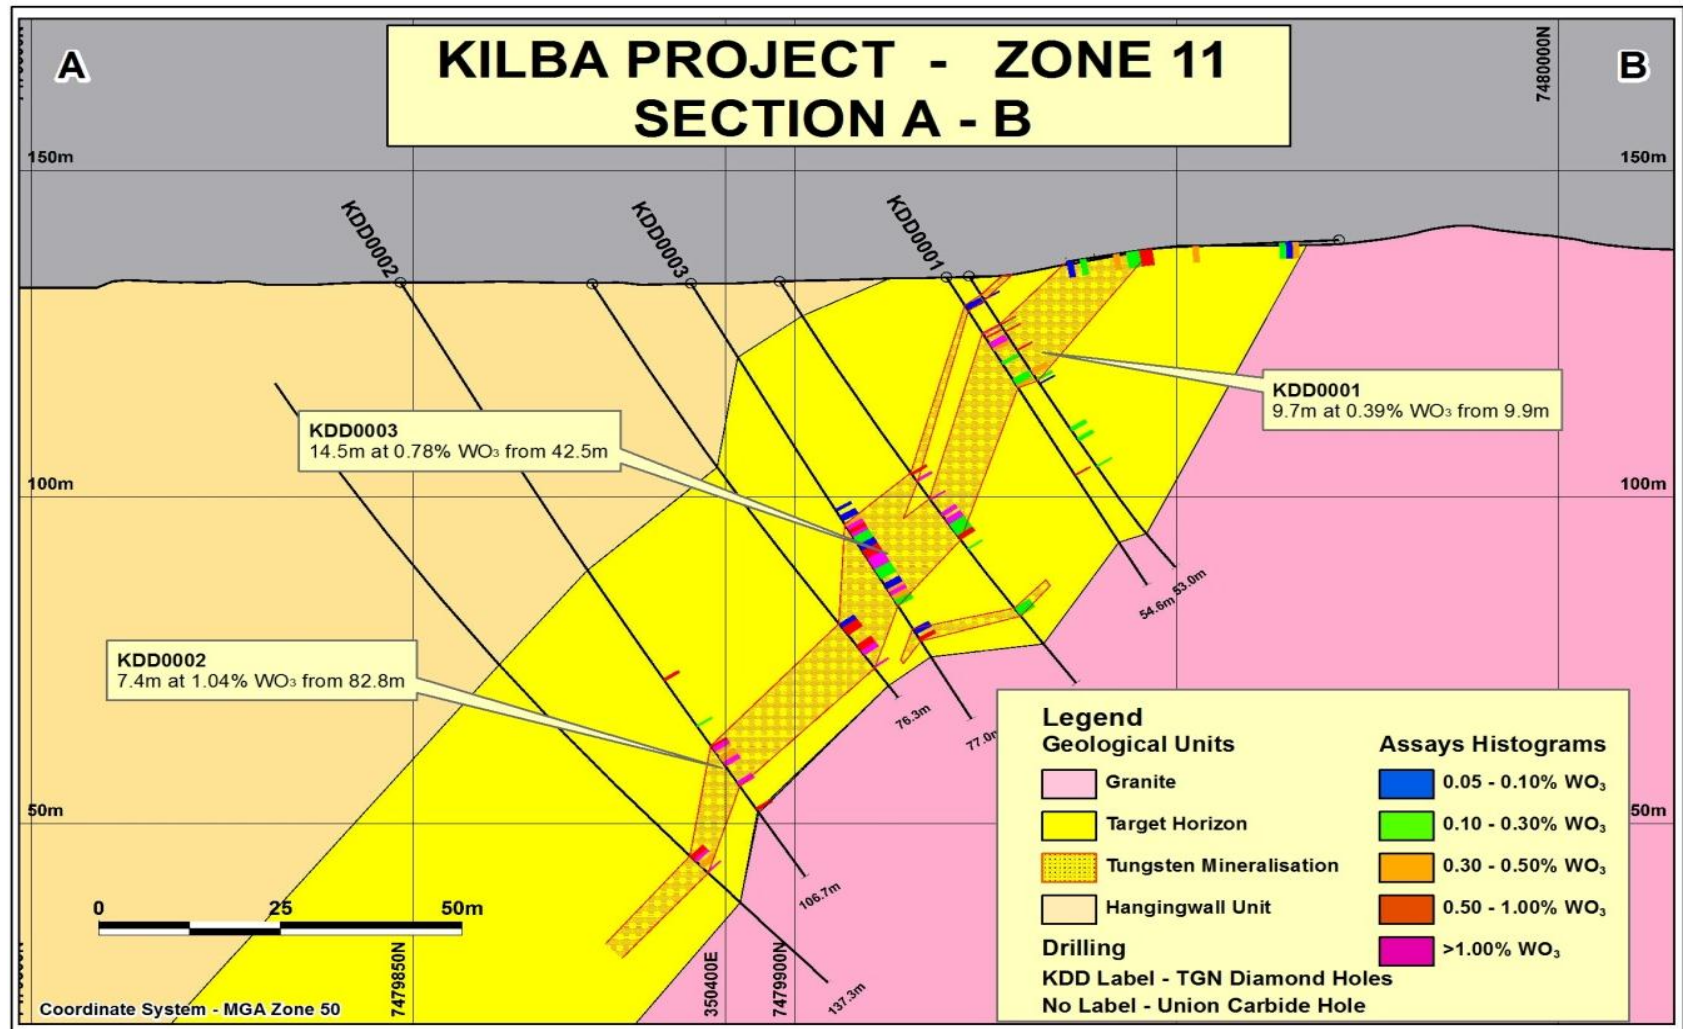 KILBA PROJECT - ZONE 11
SECTION A - B
A
B
7480000N
150m
150m
KDD0002
KDD0003
KDD0001
KDD0001
9.7m at 0.39% WO₃ from 9.9m
KDD0003
14.5m at 0.78% WO₃ from 42.5m
100m
100m
54.6m
53.0m
KDD0002
7.4m at 1.04% WO₃ from 82.8m
76.3m
50m
50m
106.7m
137.3m
0 25 50m
7479850N
350400E
7479900N
Coordinate System - MGA Zone 50
Legend
Geological Units
Granite
Target Horizon
Tungsten Mineralisation
Hangingwall Unit
Drilling
KDD Label - TGN Diamond Holes
No Label - Union Carbide Hole
Assays Histograms
0.05 - 0.10% WO₃
0.10 - 0.30% WO₃
0.30 - 0.50% WO₃
0.50 - 1.00% WO₃
>1.00% WO₃